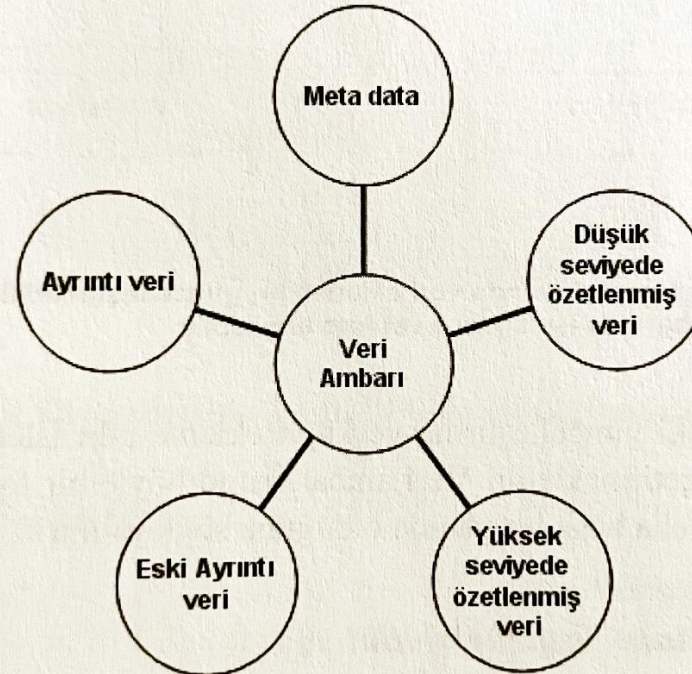 Meta data
Ayrıntı veri
Düşük
seviyede
özetlenmiş
veri
Veri
Ambarı
Eski Ayrıntı
veri
Yüksek
seviyede
özetlenmiş
veri